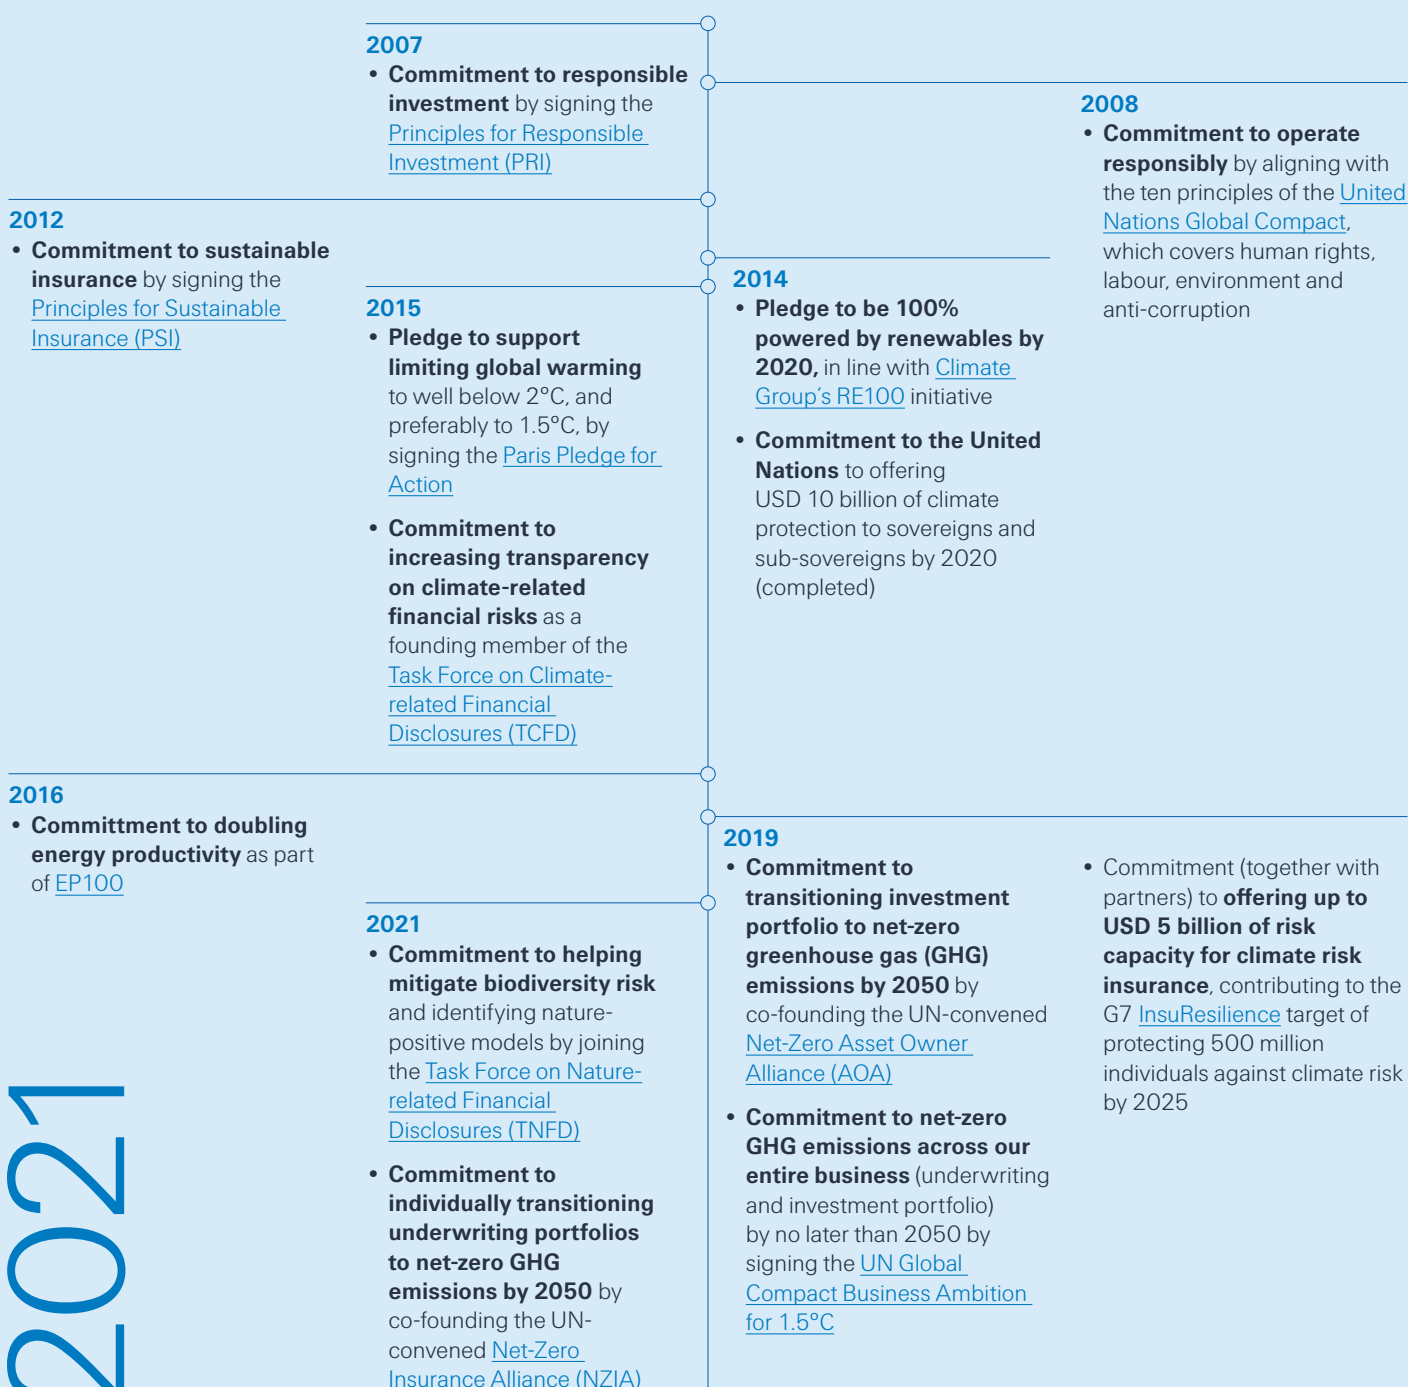 2007
• Commitment to responsible
investment by signing the
Principles for Responsible
Investment (PRI)
2008
• Commitment to operate
responsibly by aligning with
the ten principles of the United
Nations Global Compact,
which covers human rights,
labour, environment and
anti-corruption
2012
• Commitment to sustainable
insurance by signing the
Principles for Sustainable
Insurance (PSI)
2014
• Pledge to be 100%
powered by renewables by
2020, in line with Climate
Group’s RE100 initiative
• Commitment to the United
Nations to offering
USD 10 billion of climate
protection to sovereigns and
sub-sovereigns by 2020
(completed)
2015
• Pledge to support
limiting global warming
to well below 2°C, and
preferably to 1.5°C, by
signing the Paris Pledge for
Action
• Commitment to
increasing transparency
on climate-related
financial risks as a
founding member of the
Task Force on Climate-
related Financial
Disclosures (TCFD)
2016
• Committment to doubling
energy productivity as part
of EP100
2019
• Commitment to
transitioning investment
portfolio to net-zero
greenhouse gas (GHG)
emissions by 2050 by
co-founding the UN-convened
Net-Zero Asset Owner
Alliance (AOA)
• Commitment to net-zero
GHG emissions across our
entire business (underwriting
and investment portfolio)
by no later than 2050 by
signing the UN Global
Compact Business Ambition
for 1.5°C
• Commitment (together with
partners) to offering up to
USD 5 billion of risk
capacity for climate risk
insurance, contributing to the
G7 InsuResilience target of
protecting 500 million
individuals against climate risk
by 2025
2021
• Commitment to helping
mitigate biodiversity risk
and identifying nature-
positive models by joining
the Task Force on Nature-
related Financial
Disclosures (TNFD)
• Commitment to
individually transitioning
underwriting portfolios
to net-zero GHG
emissions by 2050 by
co-founding the UN-
convened Net-Zero
Insurance Alliance (NZIA)
2021